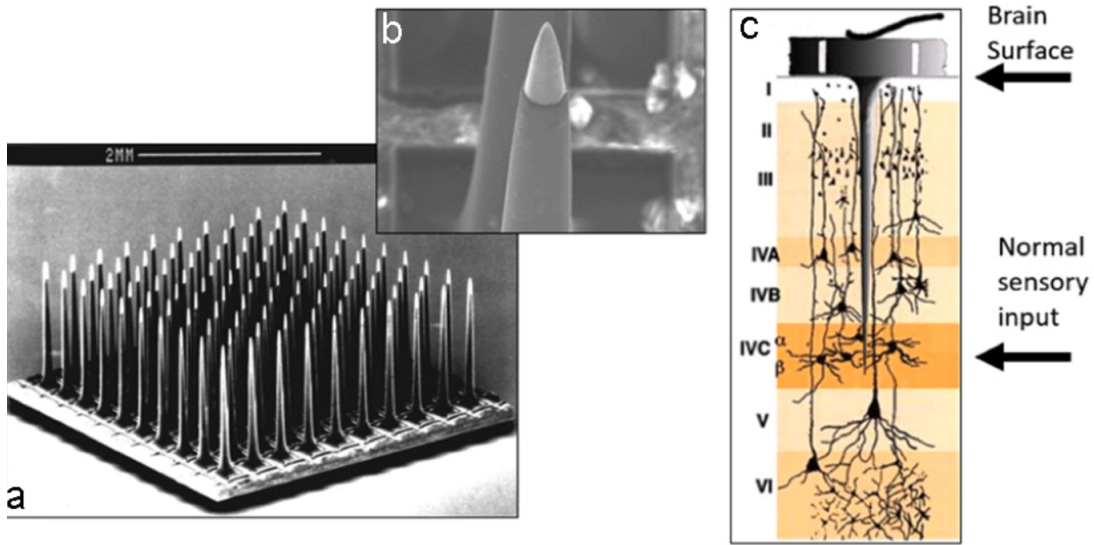 a
2MM
b
c
Brain
Surface
I
II
III
IVA
IVB
IVC α
β
V
VI
Normal
sensory
input